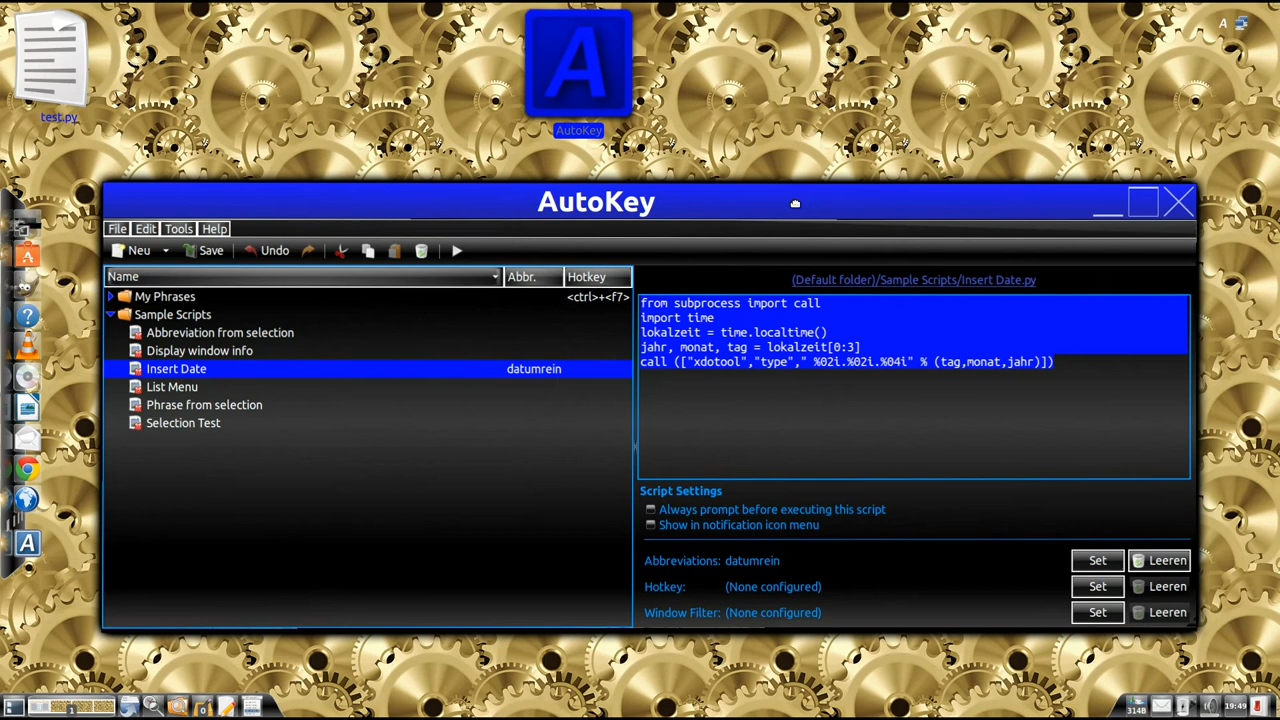 A
A
test.py
AutoKey
AutoKey
File Edit Tools Help
Neu Save Undo
Name Abbr. Hotkey
(Default folder)/Sample Scripts/Insert Date.py
My Phrases <ctrl>+<f7>
Sample Scripts
Abbreviation from selection
Display window info
Insert Date datumrein
List Menu
Phrase from selection
Selection Test
from subprocess import call
import time
lokalzeit = time.localtime()
jahr, monat, tag = lokalzeit[0:3]
call (["xdotool","type"," %02i.%02i.%04i" % (tag,monat,jahr)])
Script Settings
Always prompt before executing this script
Show in notification icon menu
Abbreviations: datumrein Set Leeren
Hotkey: (None configured) Set Leeren
Window Filter: (None configured) Set Leeren
A
A
1
0
314B
19:49